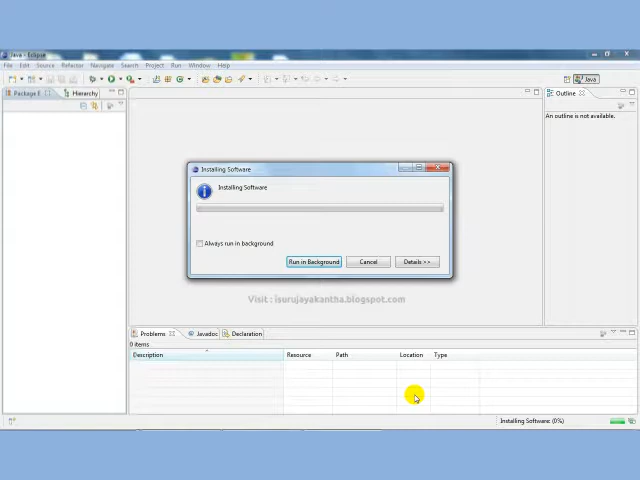 Java - Eclipse
File Edit Source Refactor Navigate Search Project Run Window Help
Java
Package E
Hierarchy
Outline
An outline is not available.
Installing Software
Installing Software
Always run in background
Run in Background
Cancel
Details >>
Visit : isurujayakantha.blogspot.com
Problems
Javadoc
Declaration
0 items
Description
Resource
Path
Location
Type
Installing Software: (0%)